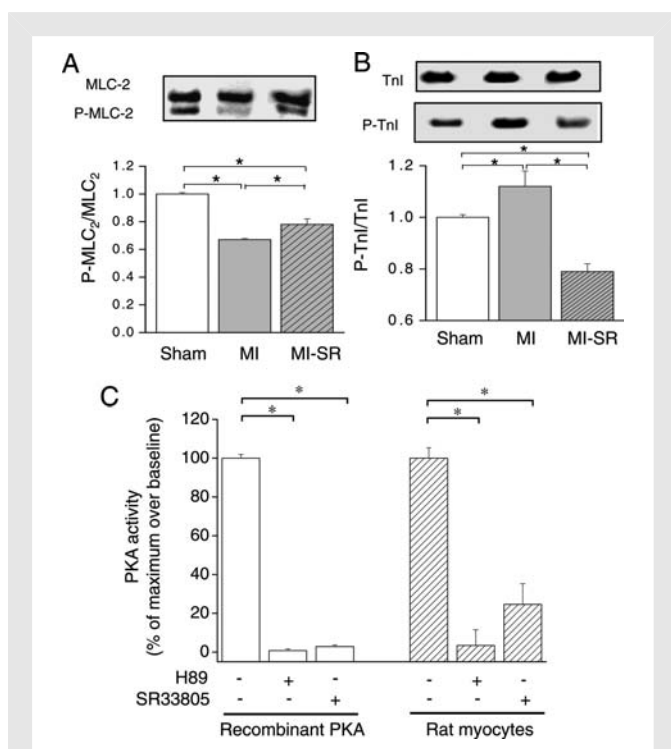 A
MLC-2
P-MLC-2
P-MLC₂/MLC₂
1.2
1.0
0.8
0.6
0.4
0.2
0.0
* * *
Sham MI MI-SR
B
TnI
P-TnI
P-TnI/TnI
1.2
1.0
0.8
0.6
* * *
Sham MI MI-SR
C
PKA activity
(% of maximum over baseline)
120
100
80
60
40
20
0
* * * *
H89 - + - - + -
SR33805 - - + - - +
Recombinant PKA Rat myocytes